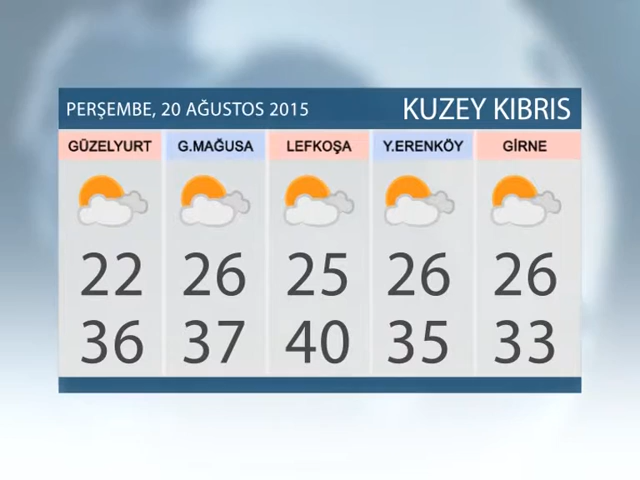 PERŞEMBE, 20 AĞUSTOS 2015 KUZEY KIBRIS
GÜZELYURT G.MAĞUSA LEFKOŞA Y.ERENKÖY GİRNE
22 26 25 26 26
36 37 40 35 33